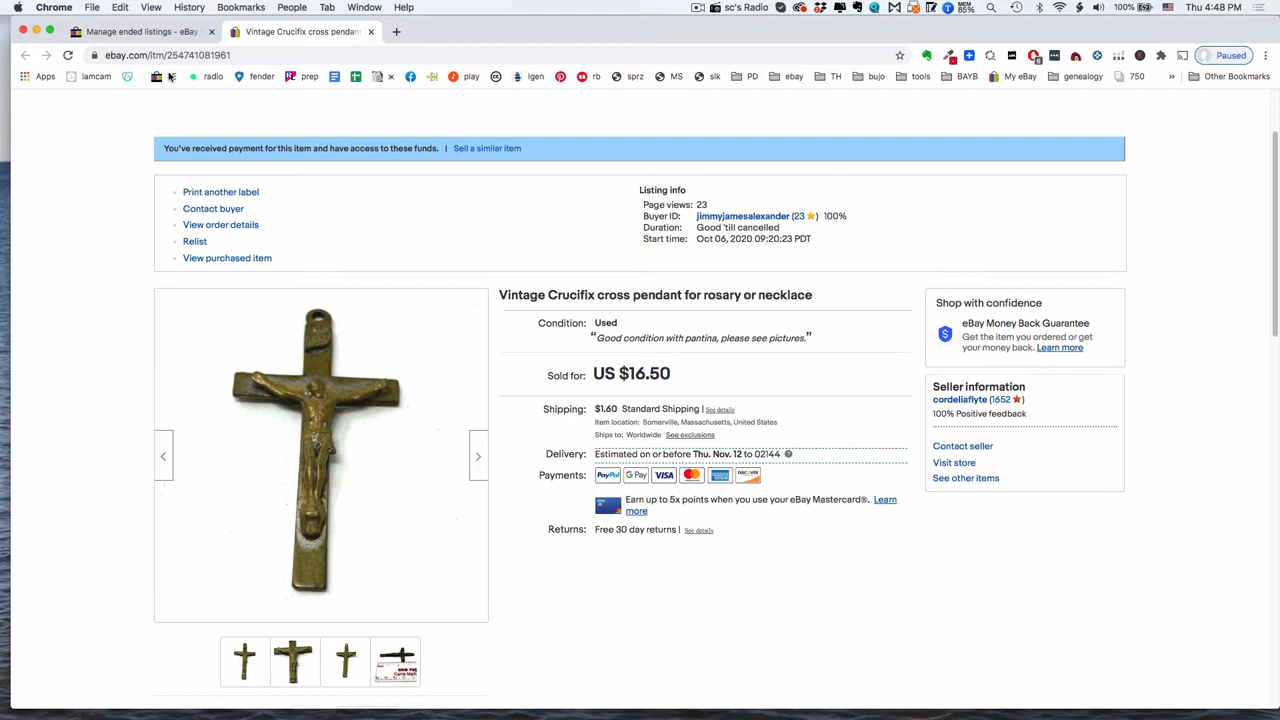 Chrome File Edit View History Bookmarks People Tab Window Help sc's Radio MEM 85% 100% Thu 4:48 PM
Manage ended listings - eBay Vintage Crucifix cross pendant
ebay.com/itm/254741081961 Paused
Apps iamcam radio fender prep play igen rb sprz MS slk PD ebay TH bujo tools BAYB My eBay genealogy 750 » Other Bookmarks
You've received payment for this item and have access to these funds. | Sell a similar item
Print another label
Contact buyer
View order details
Relist
View purchased item
Listing info
Page views: 23
Buyer ID: jimmyjamesalexander (23 ) 100%
Duration: Good 'till cancelled
Start time: Oct 06, 2020 09:20:23 PDT
Vintage Crucifix cross pendant for rosary or necklace
Condition: Used
"Good condition with pantina, please see pictures."
Sold for: US $16.50
Shipping: $1.60 Standard Shipping | See details
Item location: Somerville, Massachusetts, United States
Ships to: Worldwide See exclusions
Delivery: Estimated on or before Thu. Nov. 12 to 02144
Payments: PayPal G Pay VISA DISCOVER
Earn up to 5x points when you use your eBay Mastercard®. Learn
more
Returns: Free 30 day returns | See details
Shop with confidence
eBay Money Back Guarantee
Get the item you ordered or get
your money back. Learn more
Seller information
cordeliaflyte (1652 )
100% Positive feedback
Contact seller
Visit store
See other items